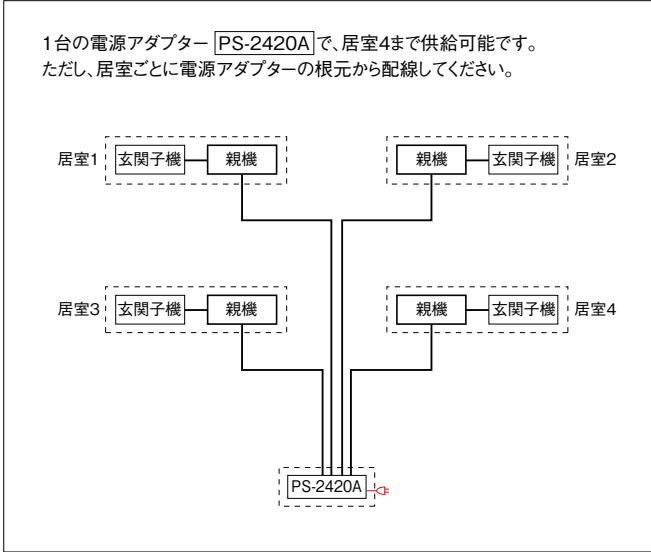 1台の電源アダプター PS-2420A で、居室4まで供給可能です。
ただし、居室ごとに電源アダプターの根元から配線してください。
居室1 玄関子機 親機
親機 玄関子機 居室2
居室3 玄関子機 親機
親機 玄関子機 居室4
PS-2420A